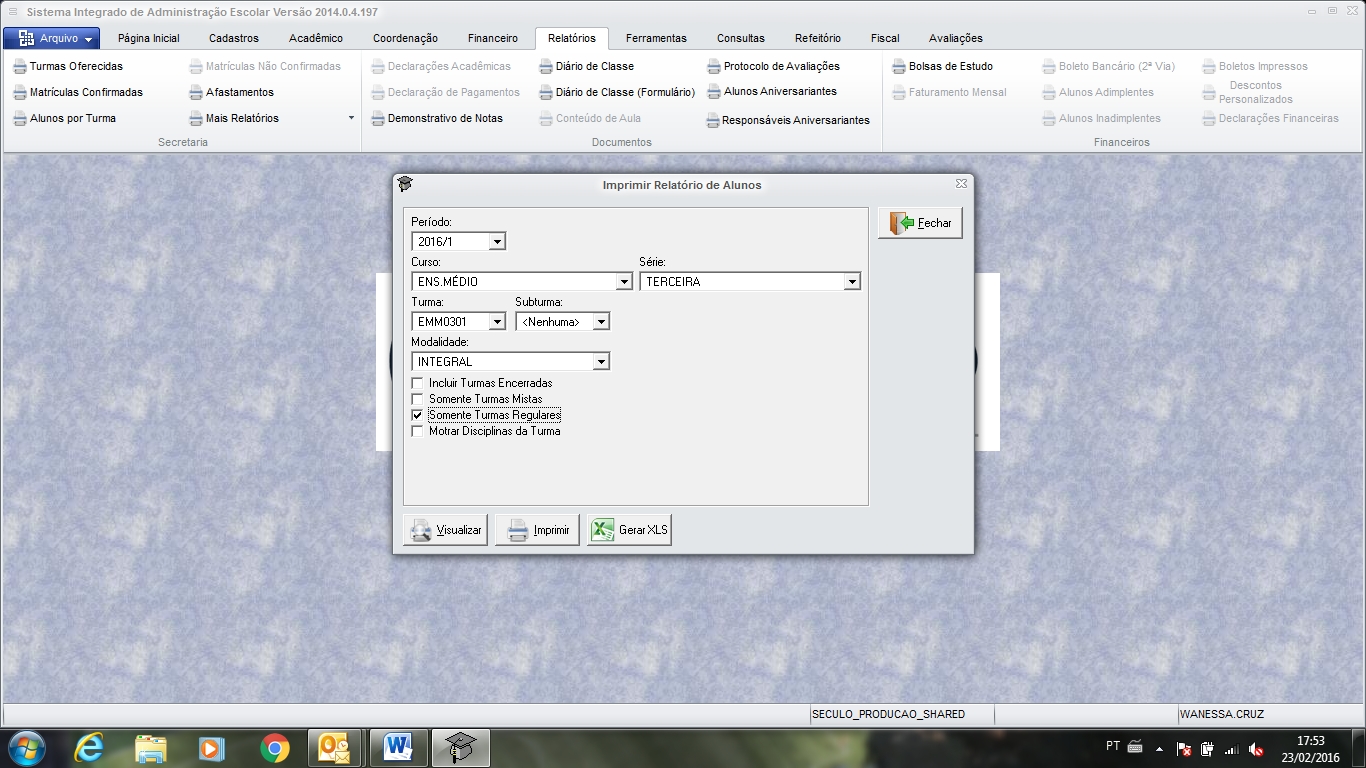 Sistema Integrado de Administração Escolar Versão 2014.0.4.197
Arquivo Página Inicial Cadastros Acadêmico Coordenação Financeiro Relatórios Ferramentas Consultas Refeitório Fiscal Avaliações
Turmas Oferecidas Matrículas Não Confirmadas
Matrículas Confirmadas Afastamentos
Alunos por Turma Mais Relatórios
Secretaria
Declarações Acadêmicas Diário de Classe Protocolo de Avaliações
Declaração de Pagamentos Diário de Classe (Formulário) Alunos Aniversariantes
Demonstrativo de Notas Conteúdo de Aula Responsáveis Aniversariantes
Documentos
Bolsas de Estudo Boleto Bancário (2ª Via) Boletos Impressos
Faturamento Mensal Alunos Adimplentes Descontos
Personalizados
Alunos Inadimplentes Declarações Financeiras
Financeiros
Imprimir Relatório de Alunos
Período:
2016/1
Fechar
Curso: Série:
ENS.MÉDIO TERCEIRA
Turma: Subturma:
EMM0301 <Nenhuma>
Modalidade:
INTEGRAL
Incluir Turmas Encerradas
Somente Turmas Mistas
Somente Turmas Regulares
Motrar Disciplinas da Turma
Visualizar Imprimir Gerar XLS
SECULO_PRODUCAO_SHARED WANESSA.CRUZ
PT 17:53
23/02/2016